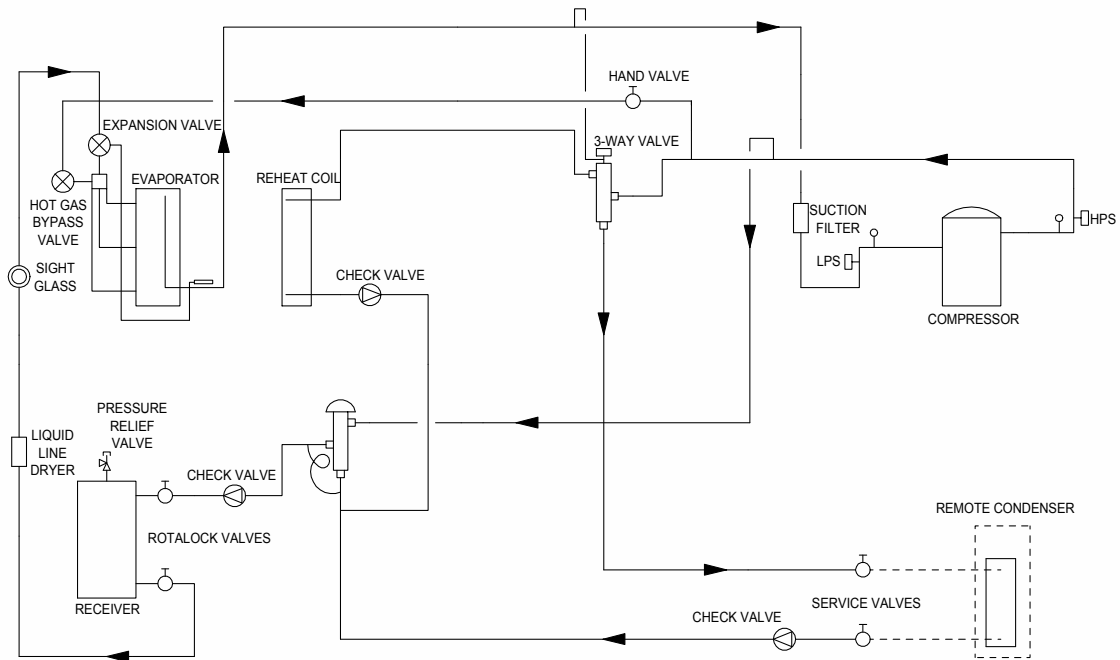 HAND VALVE
EXPANSION VALVE
3-WAY VALVE
EVAPORATOR
REHEAT COIL
HOT GAS
BYPASS
VALVE
SUCTION
FILTER
HPS
LPS
SIGHT
GLASS
CHECK VALVE
COMPRESSOR
PRESSURE
RELIEF
VALVE
LIQUID
LINE
DRYER
CHECK VALVE
ROTALOCK VALVES
RECEIVER
REMOTE CONDENSER
SERVICE VALVES
CHECK VALVE